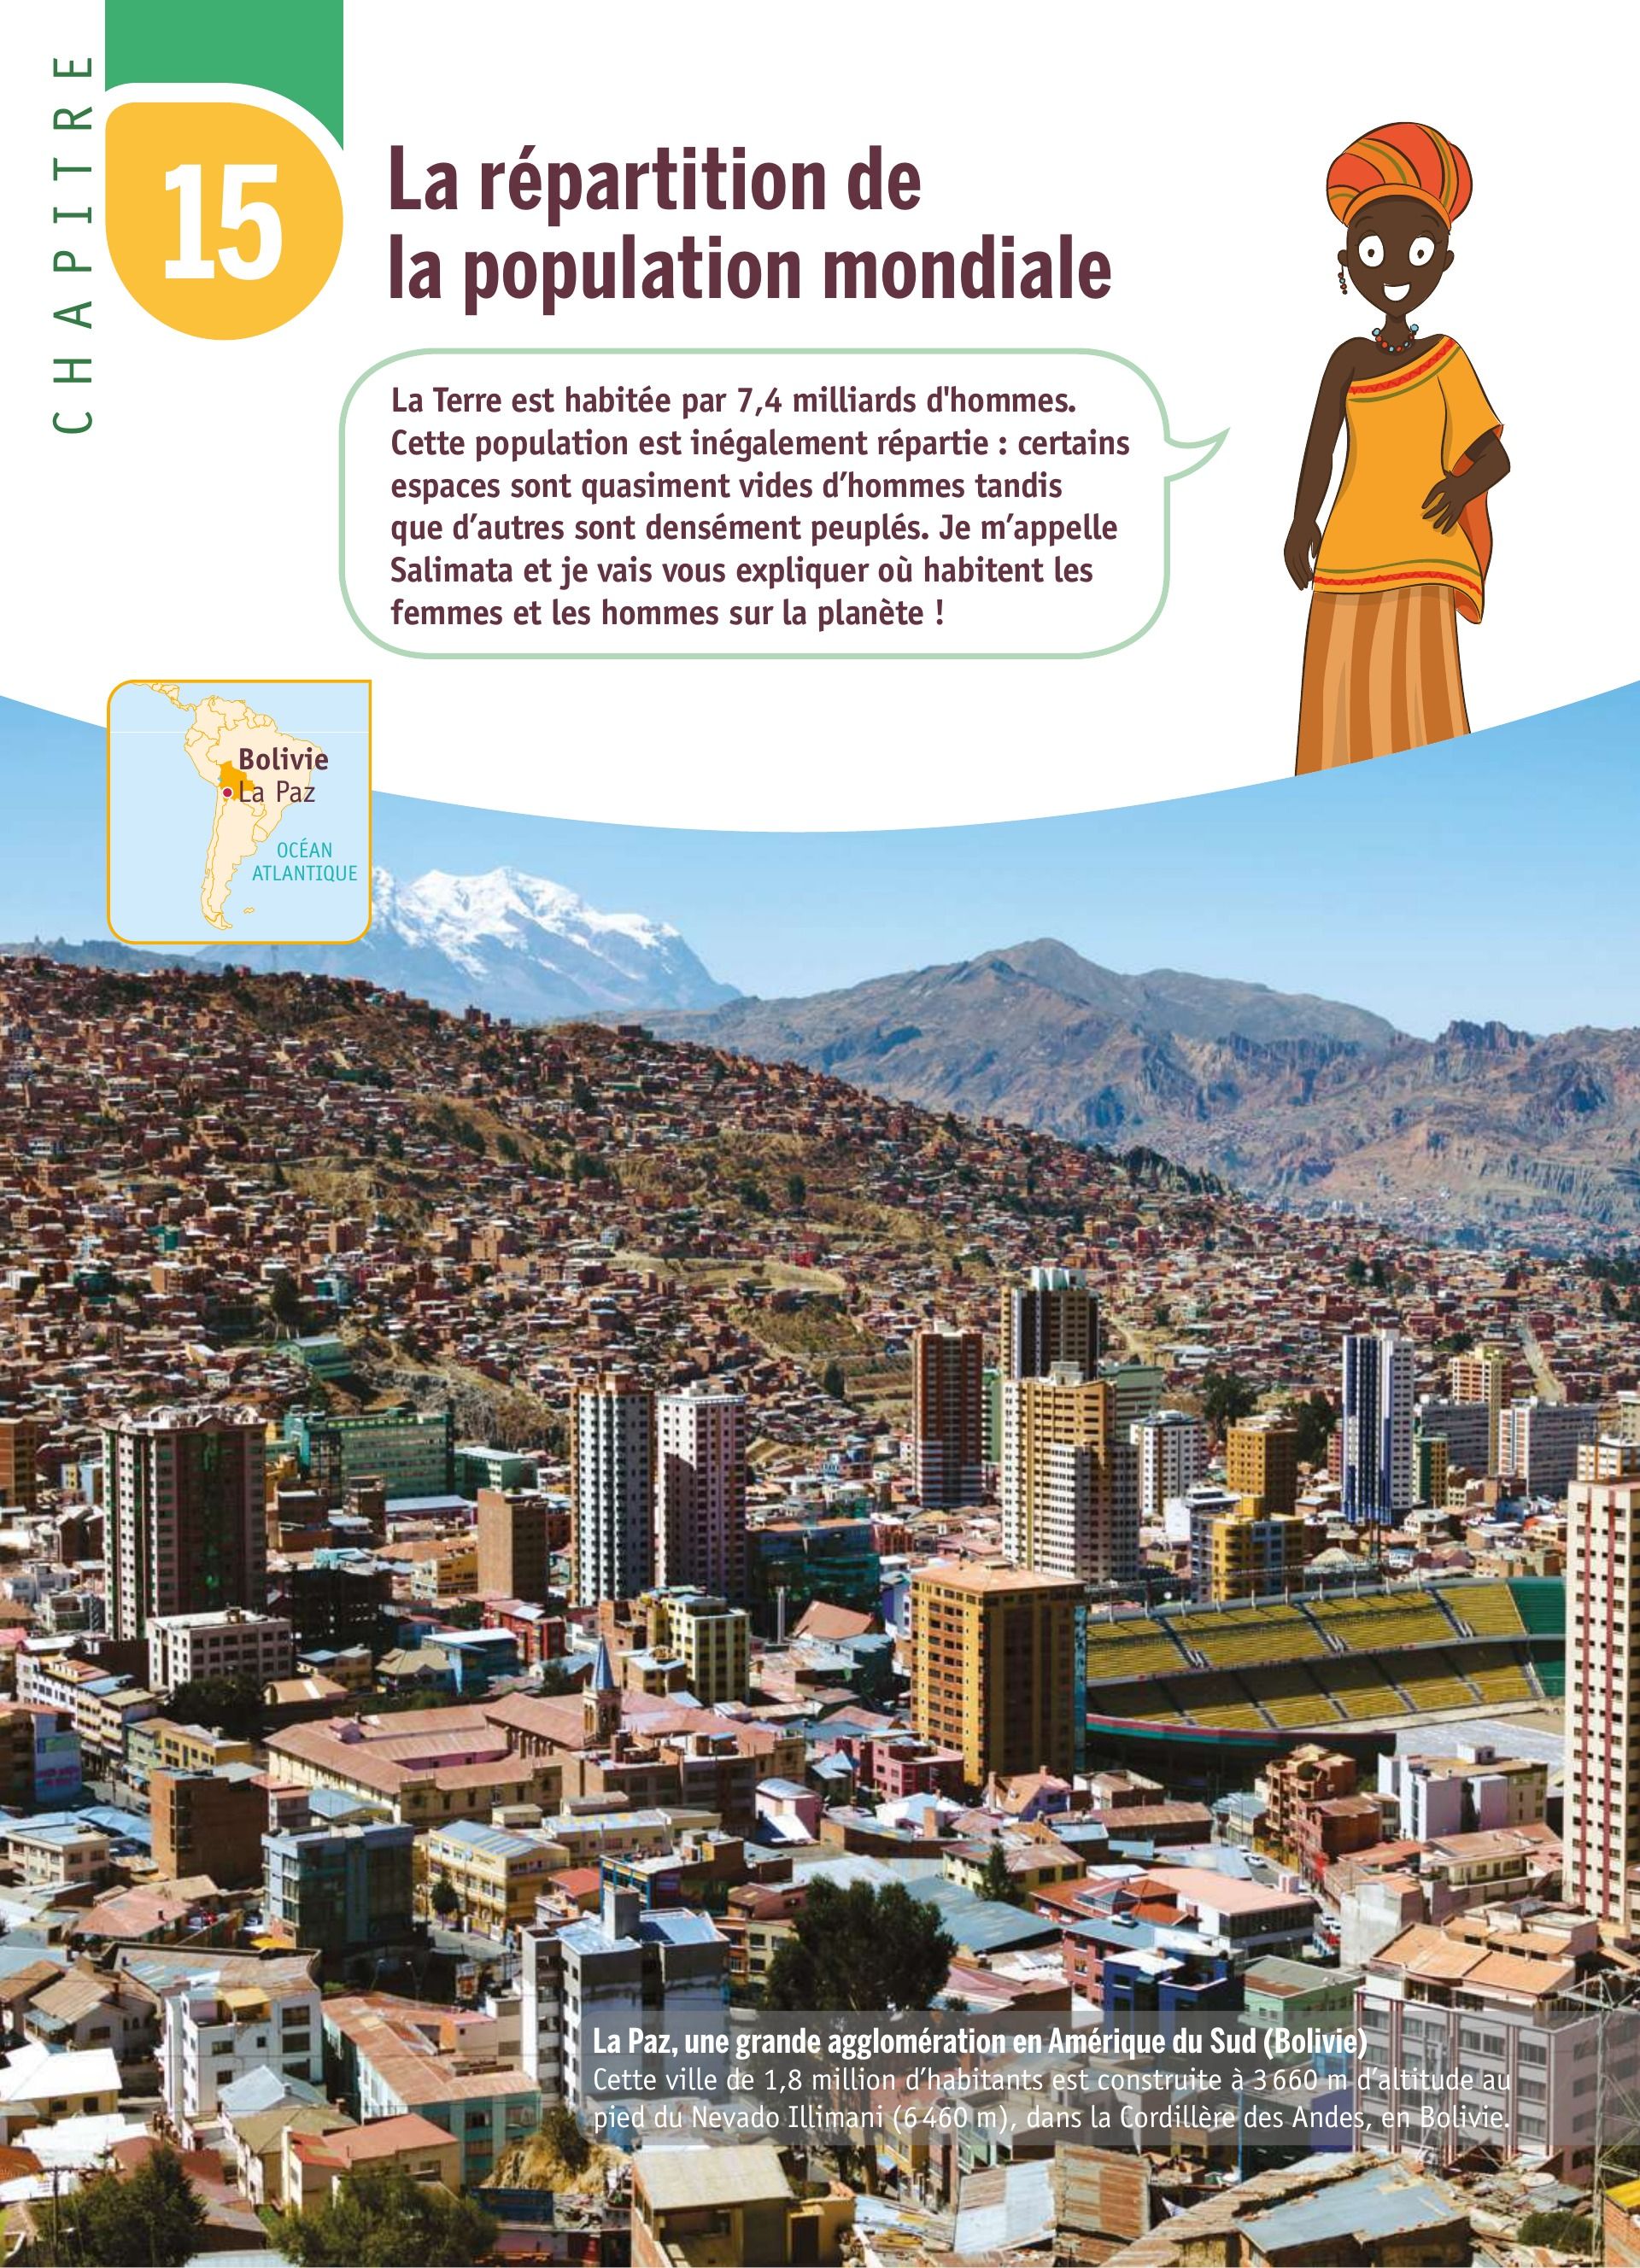 CHAPITRE
15
La répartition de
la population mondiale
La Terre est habitée par 7,4 milliards d'hommes.
Cette population est inégalement répartie : certains
espaces sont quasiment vides d’hommes tandis
que d’autres sont densément peuplés. Je m’appelle
Salimata et je vais vous expliquer où habitent les
femmes et les hommes sur la planète !
Bolivie
La Paz
OCÉAN
ATLANTIQUE
La Paz, une grande agglomération en Amérique du Sud (Bolivie)
Cette ville de 1,8 million d’habitants est construite à 3 660 m d’altitude au
pied du Nevado Illimani (6 460 m), dans la Cordillère des Andes, en Bolivie.